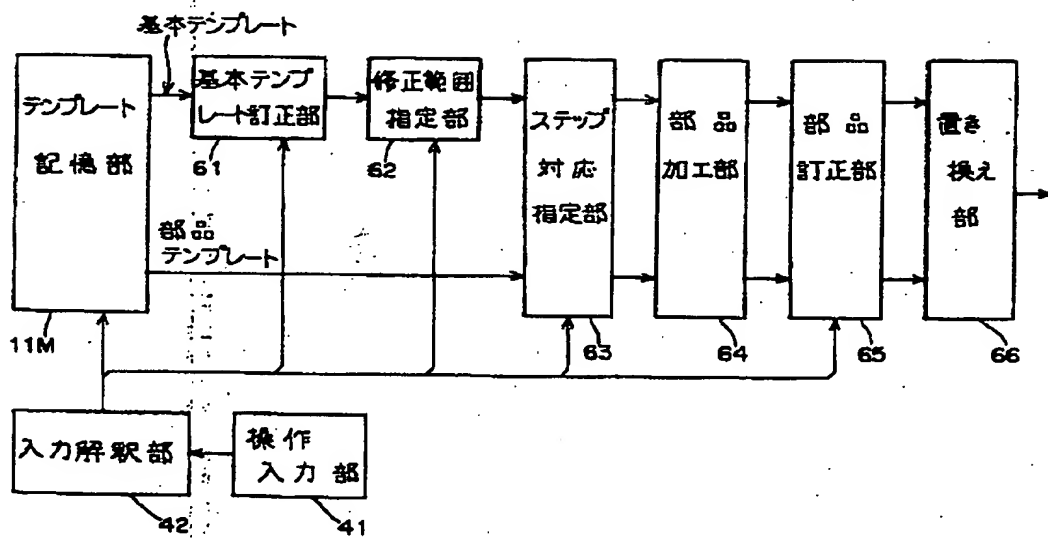 基本テンプレート
テンプレート
記憶部
11M
基本テンプ
レート訂正部
61
修正範囲
指定部
62
部品
テンプレート
ステップ
対応
指定部
63
部品
加工部
64
部品
訂正部
65
置き
換え
部
66
入力解釈部
42
操作
入力部
41